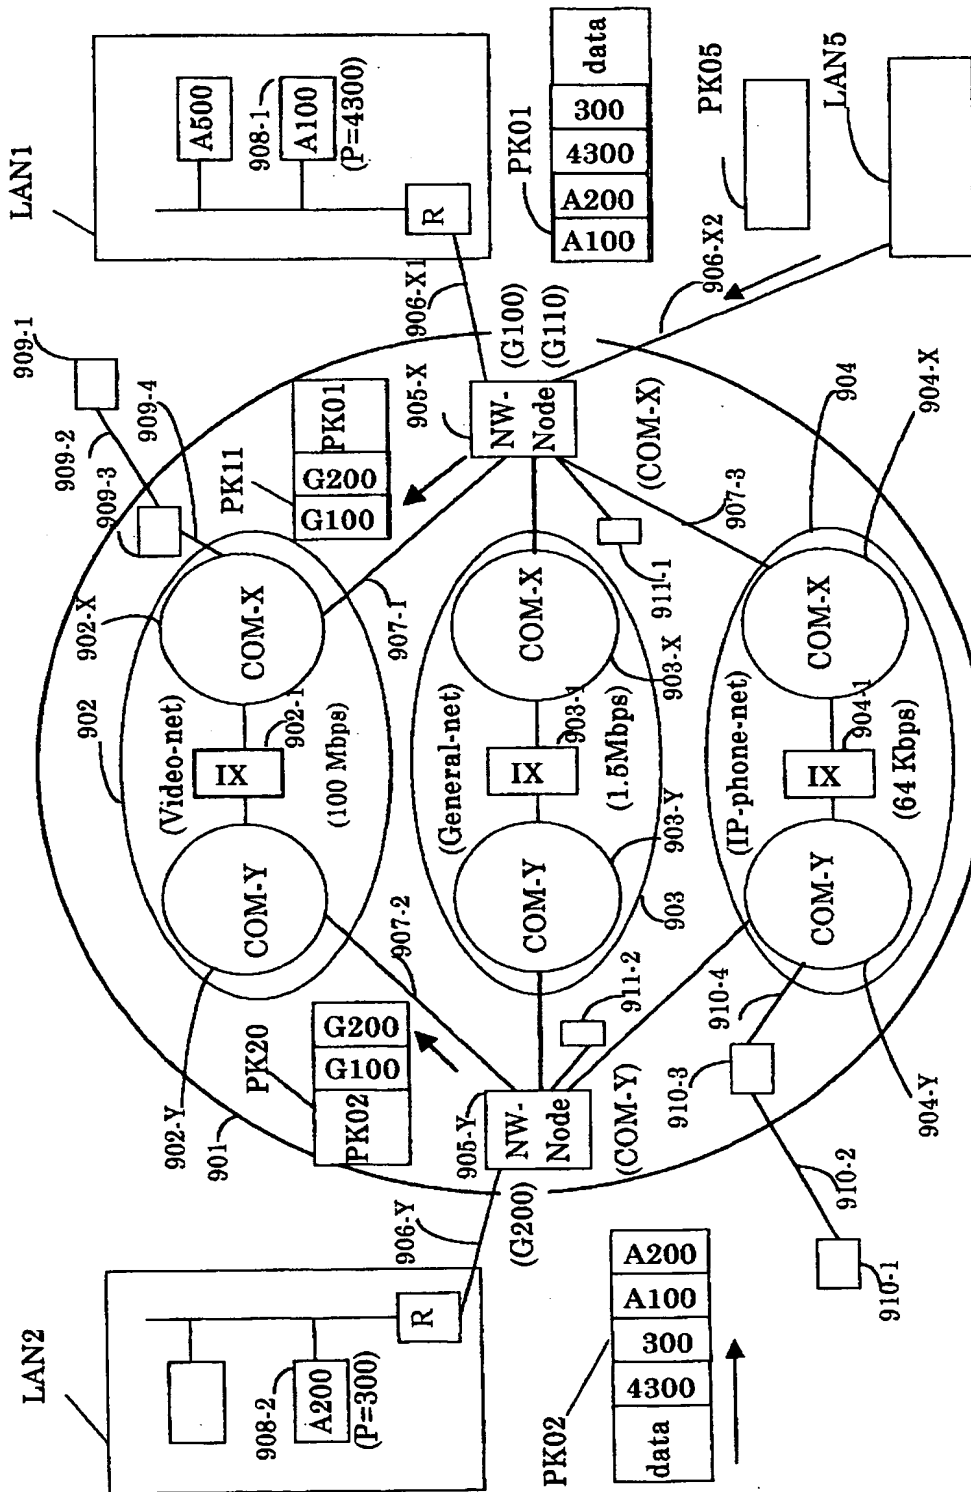 LAN2
908-2
A200
(P=300)
R
906-Y
PK02
data
4300
300
A100
A200
901
902-Y
PK20
PK02
G100
G200
905-Y
NW-
Node
(G200)
(COM-Y)
907-2
911-2
910-1
910-2
910-3
910-4
904-Y
902
(Video-net)
COM-Y
IX
COM-X
902-1
(100 Mbps)
902-X
(General-net)
COM-Y
IX
COM-X
903-1
(1.5Mbps)
903-Y
903
903-X
(IP-phone-net)
COM-Y
IX
COM-X
904-1
(64 Kbps)
904
904-X
909-1
909-2
909-3
909-4
PK11
G100
G200
PK01
907-1
905-X
NW-
Node
(G100)
(G110)
(COM-X)
911-1
907-3
906-X1
906-X2
LAN1
A500
908-1
A100
(P=4300)
R
PK01
A100
A200
4300
300
data
PK05
LAN5